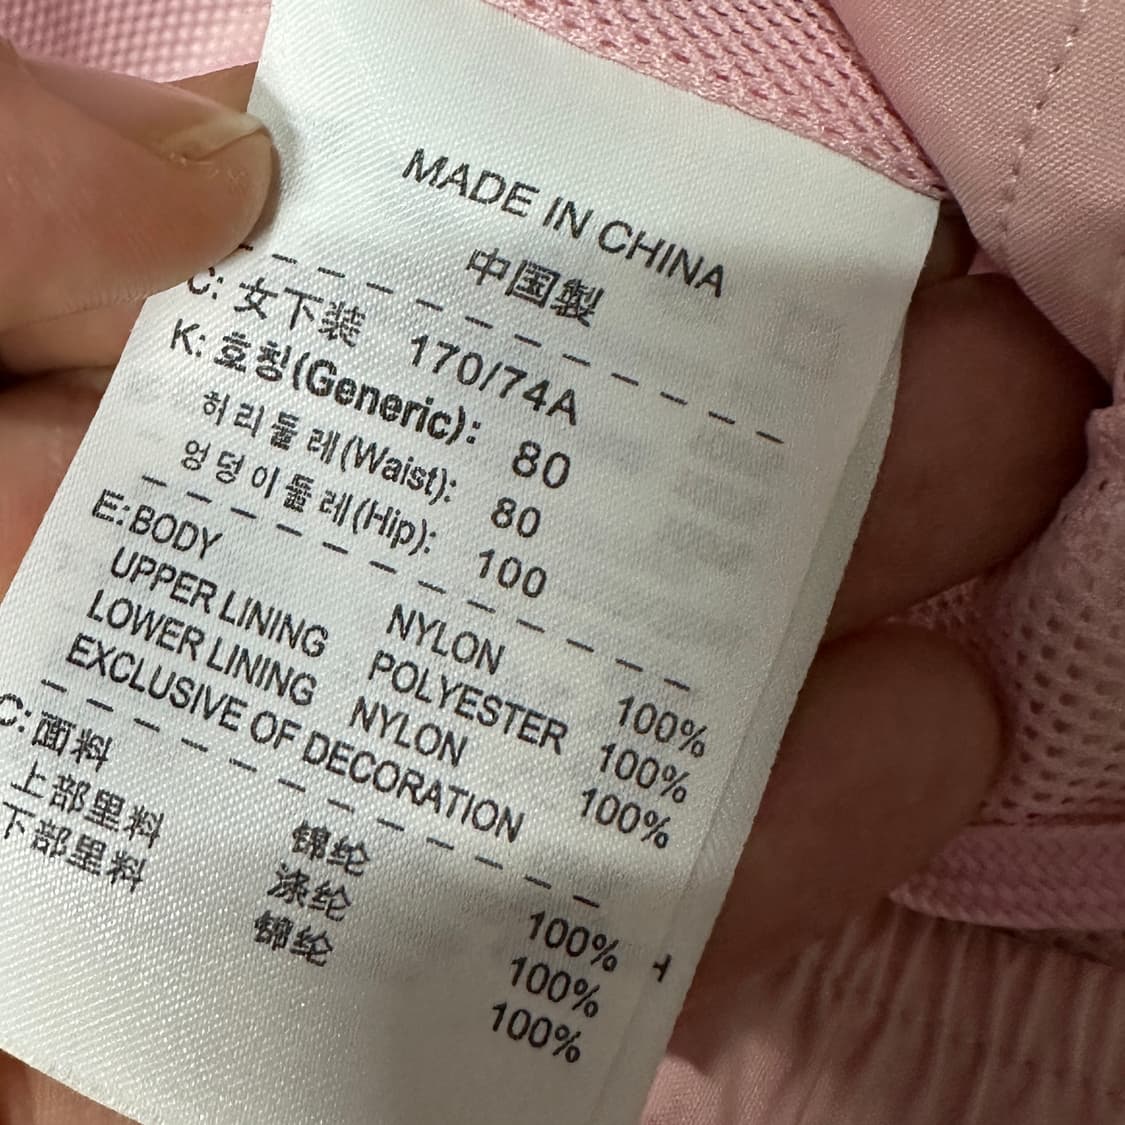 MADE IN CHINA
中国製
C: 女下装 170/74A
K: 호칭(Generic): 80
허리둘레(Waist): 80
엉덩이둘레(Hip): 100
E: BODY NYLON 100%
UPPER LINING POLYESTER 100%
LOWER LINING NYLON 100%
EXCLUSIVE OF DECORATION
C: 面料 锦纶 100%
上部里料 涤纶 100%
下部里料 锦纶 100%